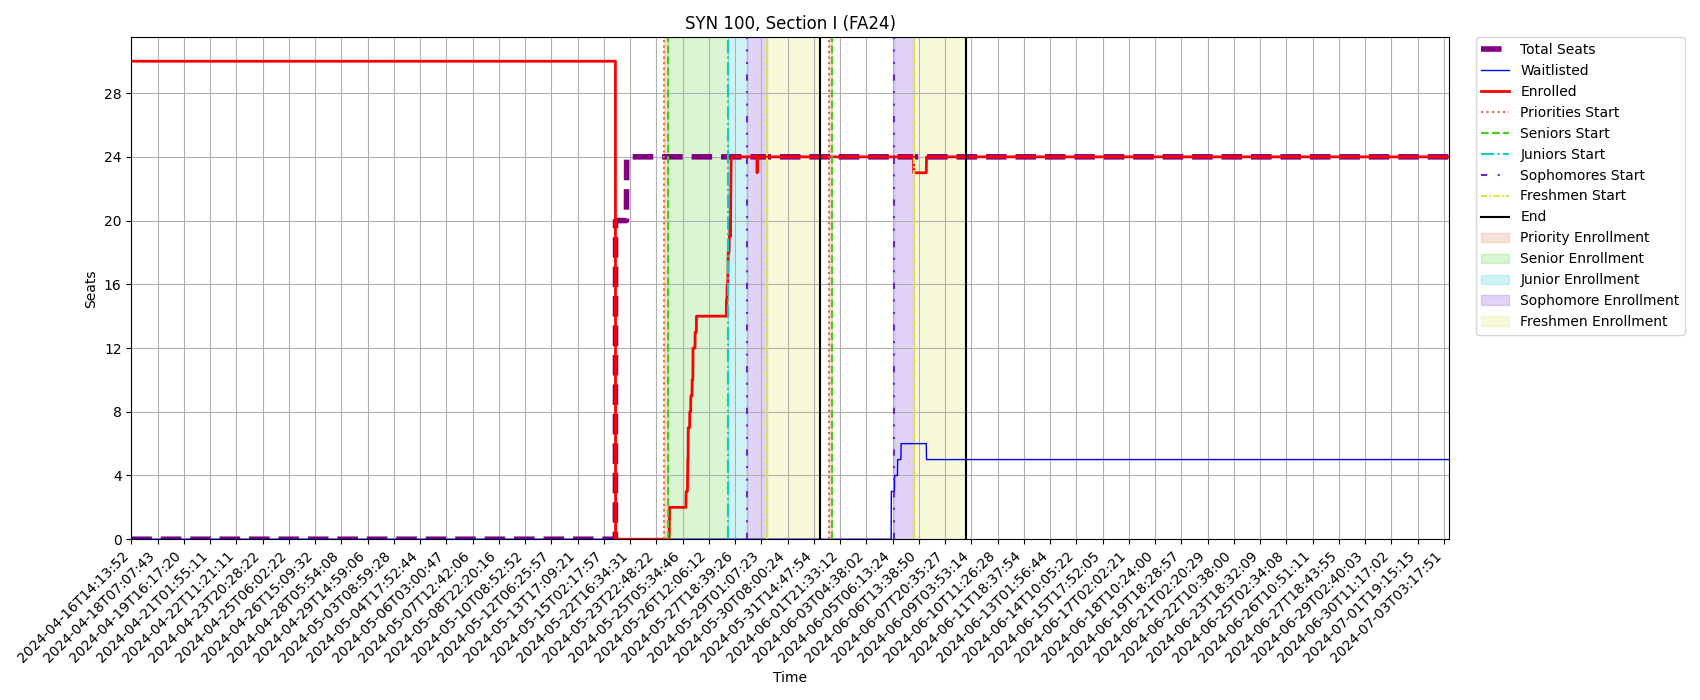 SYN 100, Section I (FA24)
Seats
28
24
20
16
12
8
4
0
2024-04-16T14:13:52
2024-04-18T07:07:43
2024-04-19T16:17:20
2024-04-21T01:55:11
2024-04-22T11:21:11
2024-04-23T20:28:22
2024-04-25T06:02:22
2024-04-26T15:09:32
2024-04-28T05:54:08
2024-04-29T14:59:06
2024-05-03T08:59:28
2024-05-04T17:52:44
2024-05-06T03:00:47
2024-05-07T12:42:06
2024-05-08T22:20:16
2024-05-10T08:52:52
2024-05-12T06:25:57
2024-05-13T17:09:21
2024-05-15T02:17:57
2024-05-22T16:34:31
2024-05-23T22:48:22
2024-05-25T05:34:46
2024-05-26T12:06:12
2024-05-27T18:39:26
2024-05-29T01:07:23
2024-05-30T08:00:24
2024-05-31T14:47:54
2024-06-01T21:33:12
2024-06-03T04:38:02
2024-06-05T06:13:24
2024-06-06T13:38:50
2024-06-07T20:35:27
2024-06-09T03:53:14
2024-06-10T11:26:28
2024-06-11T18:37:54
2024-06-13T01:56:44
2024-06-14T10:05:22
2024-06-15T17:52:05
2024-06-17T02:02:21
2024-06-18T10:24:00
2024-06-19T18:28:57
2024-06-21T02:20:29
2024-06-22T10:38:00
2024-06-23T18:32:09
2024-06-25T02:34:08
2024-06-26T10:51:11
2024-06-27T18:43:55
2024-06-29T02:40:03
2024-06-30T11:17:02
2024-07-01T19:15:15
2024-07-03T03:17:51
Time
Total Seats
Waitlisted
Enrolled
Priorities Start
Seniors Start
Juniors Start
Sophomores Start
Freshmen Start
End
Priority Enrollment
Senior Enrollment
Junior Enrollment
Sophomore Enrollment
Freshmen Enrollment